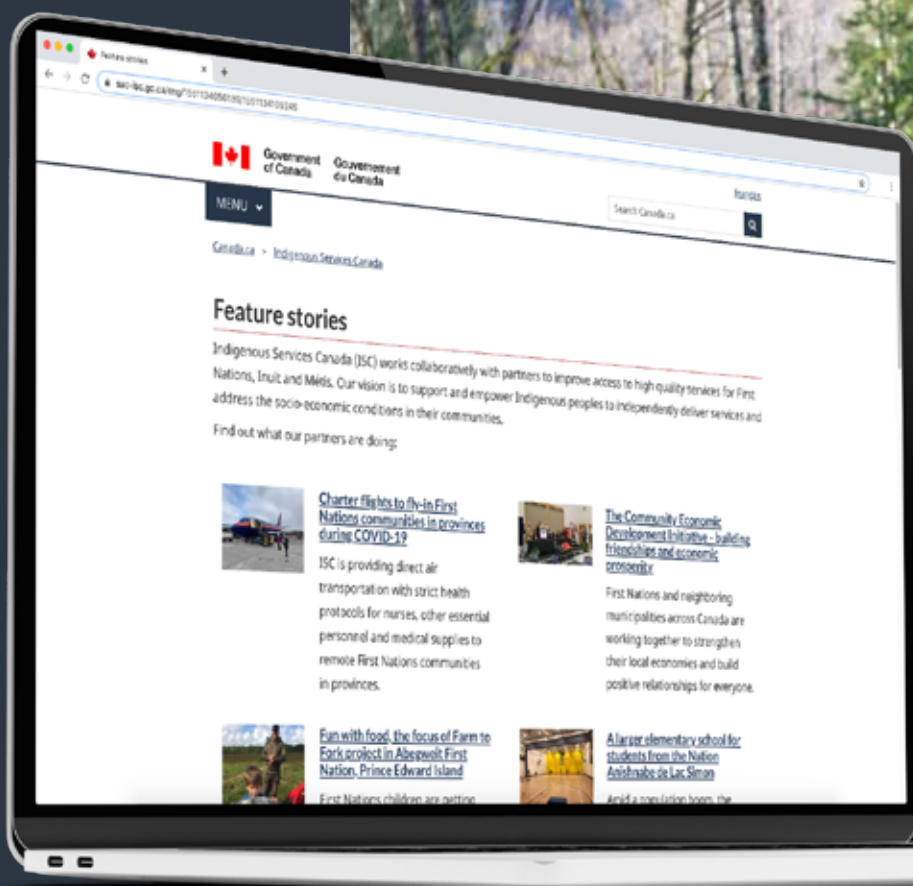 Feature stories
Government of Canada
Gouvernement du Canada
français
MENU
Search Canada.ca
Canada.ca > Indigenous Services Canada
Feature stories
Indigenous Services Canada (ISC) works collaboratively with partners to improve access to high quality services for First
Nations, Inuit and Métis. Our vision is to support and empower Indigenous peoples to independently deliver services and
address the socio-economic conditions in their communities.
Find out what our partners are doing:
Charter flights to fly-in First
Nations communities in provinces
during COVID-19
ISC is providing direct air
transportation with strict health
protocols for nurses, other essential
personnel and medical supplies to
remote First Nations communities
in provinces.
The Community Economic
Development Initiative - building
friendships and economic
prosperity
First Nations and neighboring
municipalities across Canada are
working together to strengthen
their local economies and build
positive relationships for everyone.
Fun with food, the focus of Farm to
Fork project in Abegweit First
Nation, Prince Edward Island
First Nations children are getting
A larger elementary school for
students from the Nation
Anishnabe de Lac Simon
Amid a population boom, the